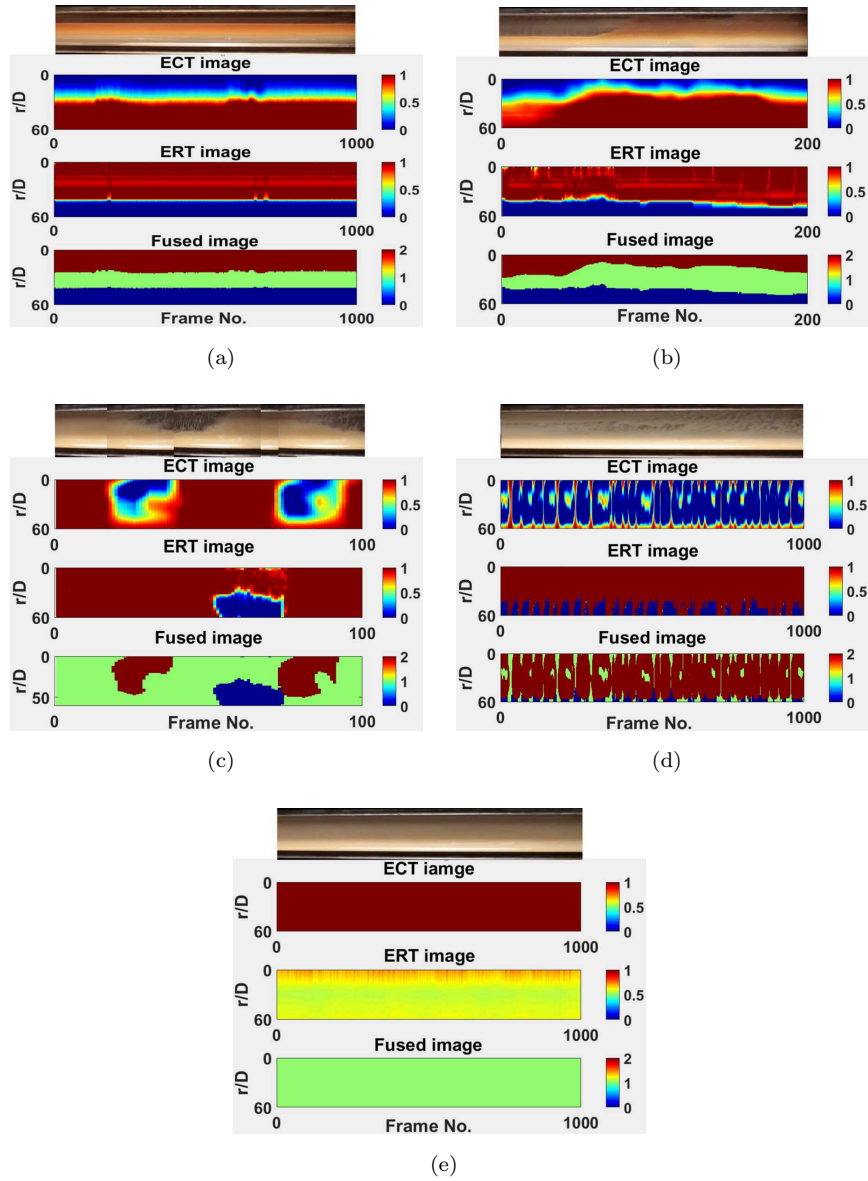 ECT image
r/D
0
60
0 1000
1
0.5
0
ERT image
r/D
0
60
0 1000
1
0.5
0
Fused image
r/D
0
60
0 1000
Frame No.
2
1
0
(a)
ECT image
r/D
0
60
0 200
1
0.5
0
ERT image
r/D
0
60
0 200
1
0.5
0
Fused image
r/D
0
60
0 200
Frame No.
2
1
0
(b)
ECT image
r/D
0
60
0 100
1
0.5
0
ERT image
r/D
0
60
0 100
1
0.5
0
Fused image
r/D
0
50
0 100
Frame No.
2
1
0
(c)
ECT image
r/D
0
60
0 1000
1
0.5
0
ERT image
r/D
0
60
0 1000
1
0.5
0
Fused image
r/D
0
60
0 1000
Frame No.
2
1
0
(d)
ECT iamge
r/D
0
60
0 1000
1
0.5
0
ERT image
r/D
0
60
0 1000
1
0.5
0
Fused image
r/D
0
60
0 1000
Frame No.
2
1
0
(e)